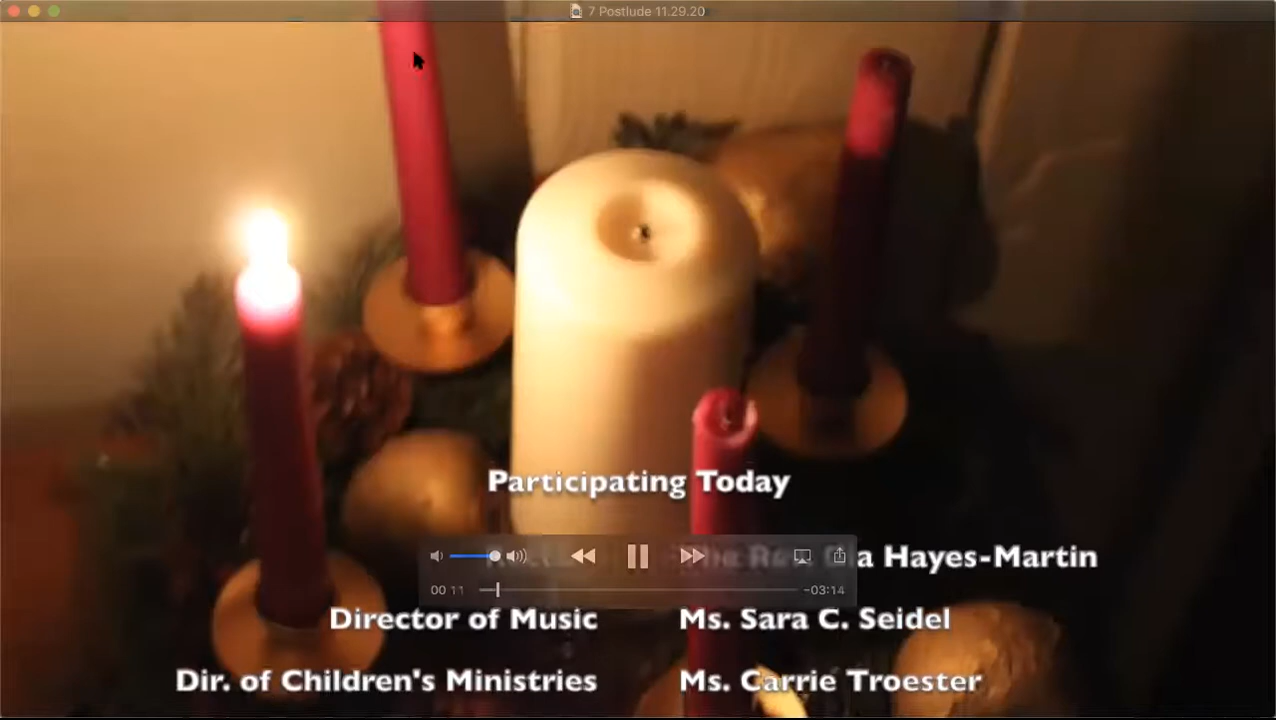 7 Postlude 11.29.20
Participating Today
Hayes-Martin
00 11
-03:14
Director of Music Ms. Sara C. Seidel
Dir. of Children's Ministries Ms. Carrie Troester